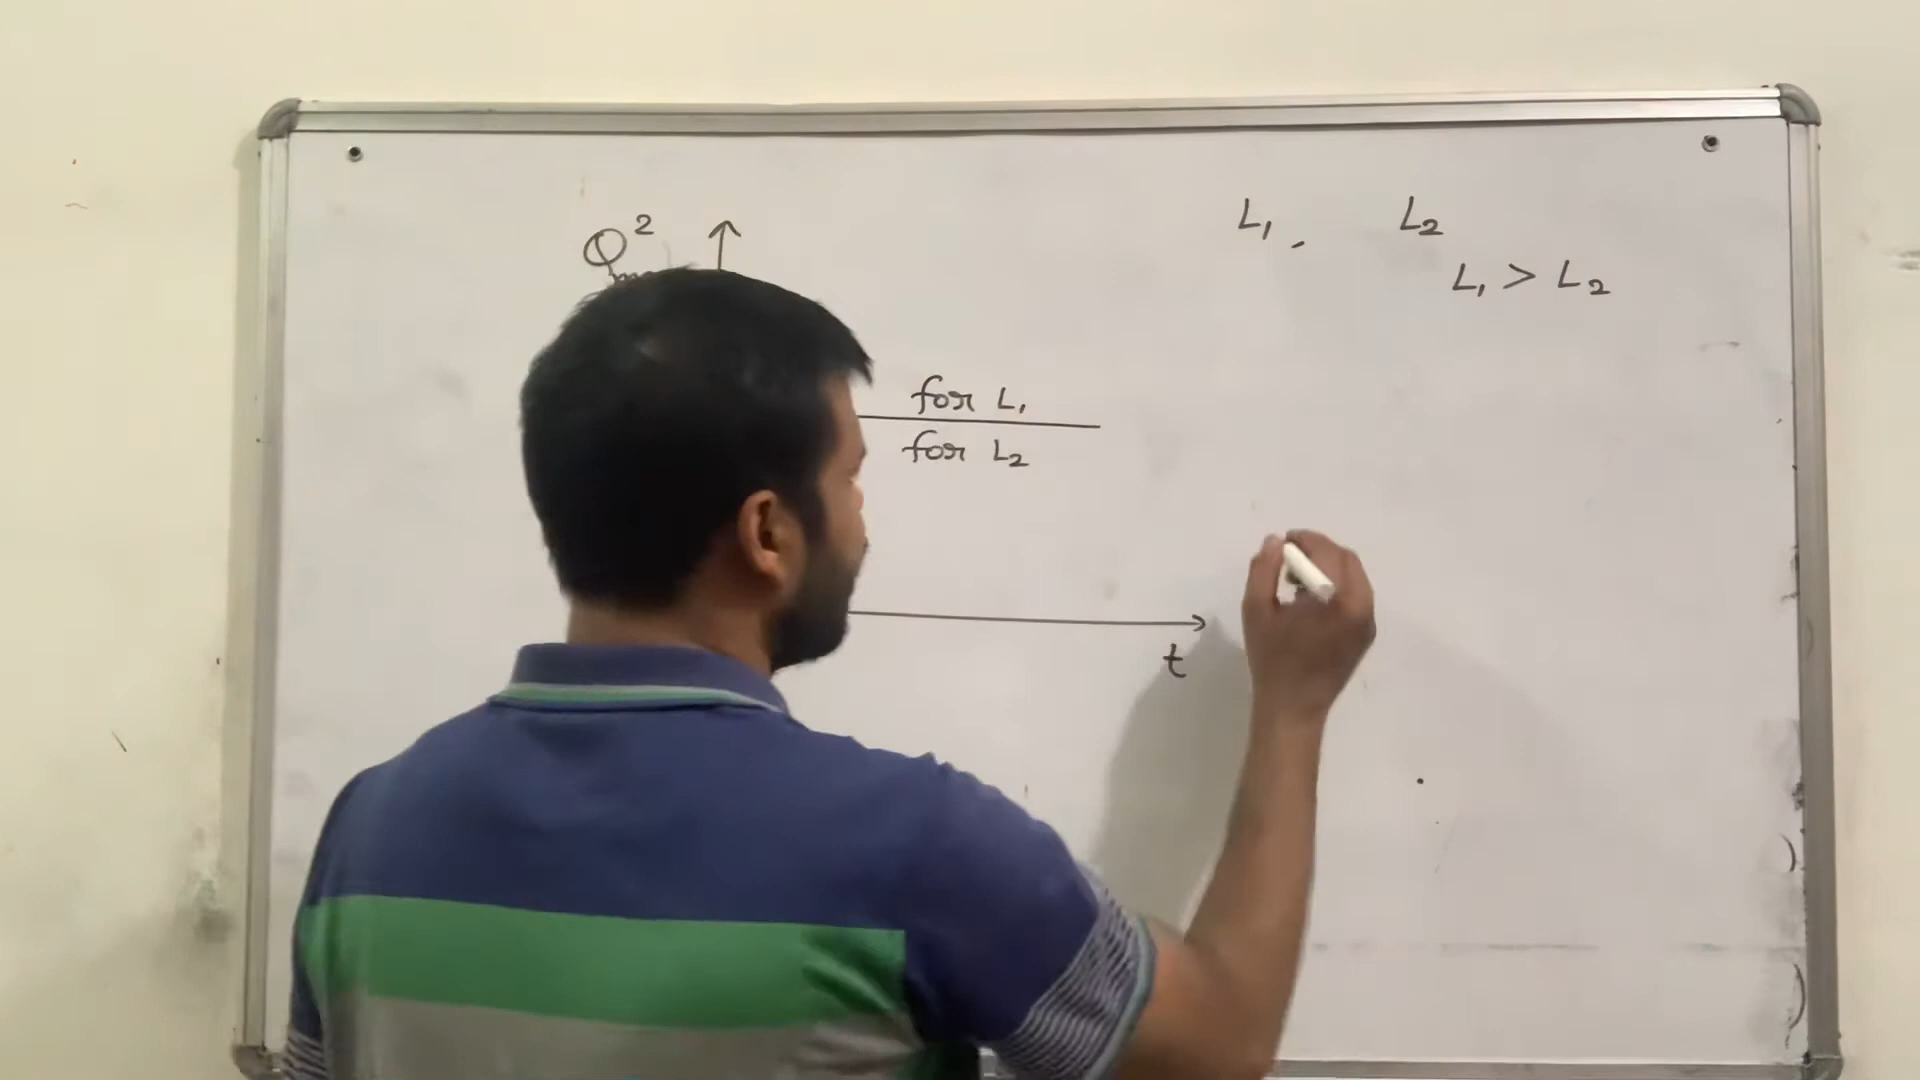 L₁, L₂
L₁ > L₂
Q²
for L₁
for L₂
t